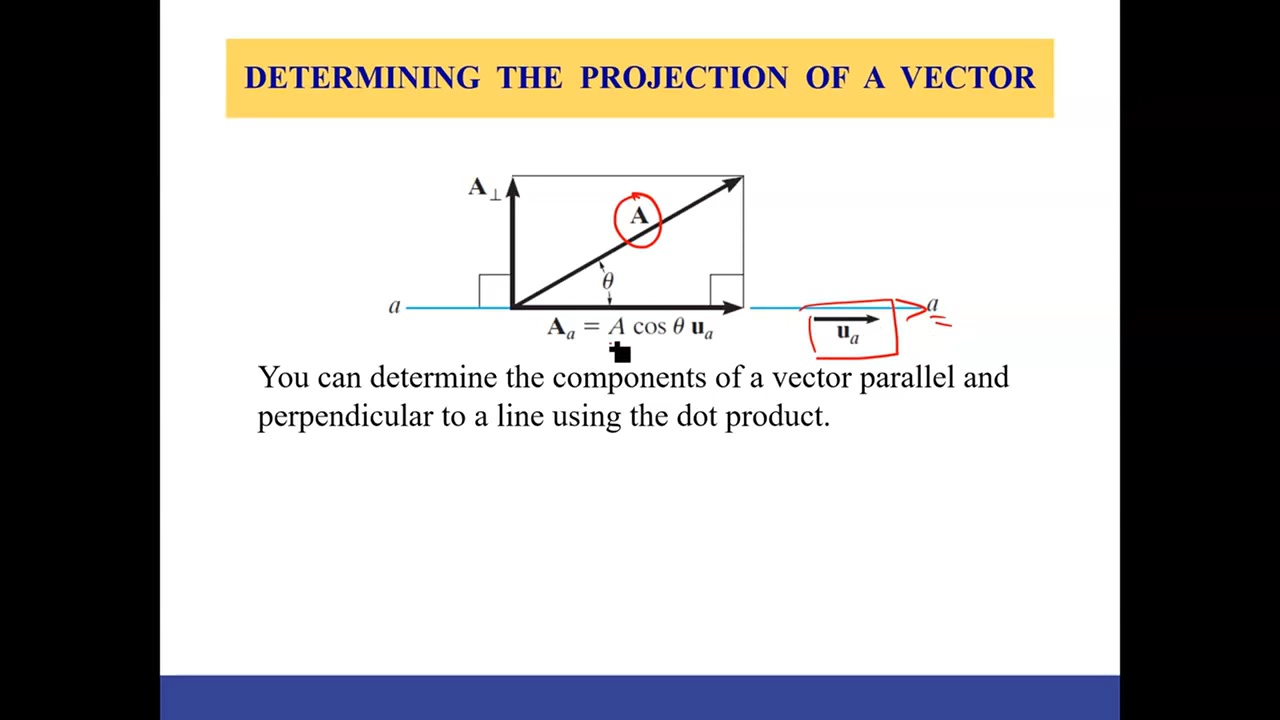 DETERMINING THE PROJECTION OF A VECTOR
A⊥
A
θ
a
a
A_a = A cos θ u_a
u_a
You can determine the components of a vector parallel and
perpendicular to a line using the dot product.